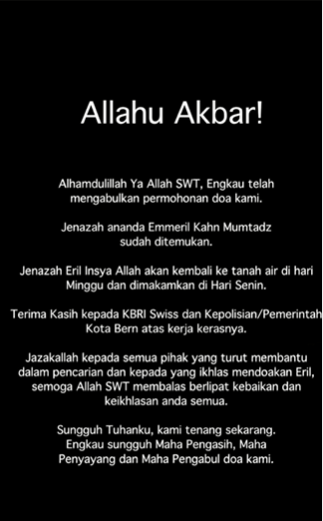 Allahu Akbar!
Alhamdulillah Ya Allah SWT, Engkau telah
mengabulkan permohonan doa kami.
Jenazah ananda Emmeril Kahn Mumtadz
sudah ditemukan.
Jenazah Eril Insya Allah akan kembali ke tanah air di hari
Minggu dan dimakamkan di Hari Senin.
Terima Kasih kepada KBRI Swiss dan Kepolisian/Pemerintah
Kota Bern atas kerja kerasnya.
Jazakallah kepada semua pihak yang turut membantu
dalam pencarian dan kepada yang ikhlas mendoakan Eril,
semoga Allah SWT membalas berlipat kebaikan dan
keikhlasan anda semua.
Sungguh Tuhanku, kami tenang sekarang.
Engkau sungguh Maha Pengasih, Maha
Penyayang dan Maha Pengabul doa kami.